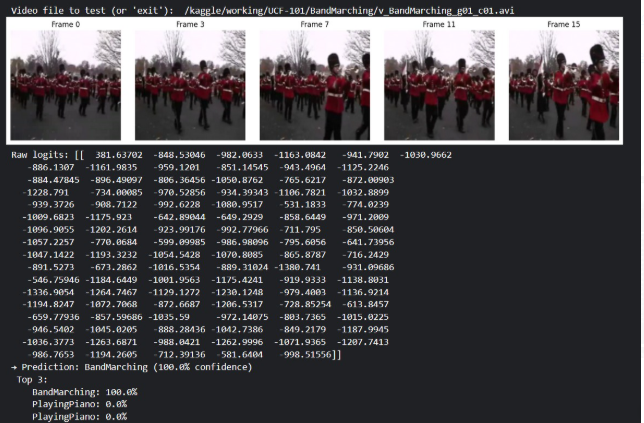 Video file to test (or 'exit'): /kaggle/working/UCF-101/BandMarching/v_BandMarching_g01_c01.avi
Frame 0 Frame 3 Frame 7 Frame 11 Frame 15
Raw logits: [[ 381.63702 -848.53046 -982.0633 -1163.0842 -941.7902 -1030.9662
-886.1307 -1161.9835 -959.1201 -851.14545 -943.4964 -1125.2246
-884.47845 -896.49097 -806.36456 -1050.8762 -765.6217 -872.00903
-1228.791 -734.00085 -970.52856 -934.39343 -1106.7821 -1032.8899
-939.3726 -908.7122 -992.6228 -1080.9517 -531.1833 -774.0239
-1009.6823 -1175.923 -642.89044 -649.2929 -858.6449 -971.2009
-1096.9055 -1202.2614 -923.99176 -992.77966 -711.795 -850.50604
-1057.2257 -770.0684 -599.09985 -986.98096 -795.6056 -641.73956
-1047.1422 -1193.3232 -1054.5428 -1070.8085 -865.8787 -716.2429
-891.5273 -673.2862 -1016.5354 -889.31024 -1380.741 -931.09686
-546.75946 -1184.6449 -1001.9563 -1175.4241 -919.9333 -1138.8031
-1336.9054 -1264.7467 -1129.1272 -1230.1248 -979.4003 -1136.9214
-1194.8247 -1072.7068 -872.6687 -1206.5317 -728.85254 -613.8457
-659.77936 -857.59686 -1035.59 -972.14075 -803.7365 -1015.0225
-946.5402 -1045.0205 -888.28436 -1042.7386 -849.2179 -1187.9945
-1036.3773 -1263.6871 -988.0421 -1262.9996 -1071.9365 -1207.7413
-986.7653 -1194.2605 -712.39136 -581.6404 -998.51556]]
→ Prediction: BandMarching (100.0% confidence)
Top 3:
BandMarching: 100.0%
PlayingPiano: 0.0%
PlayingPiano: 0.0%